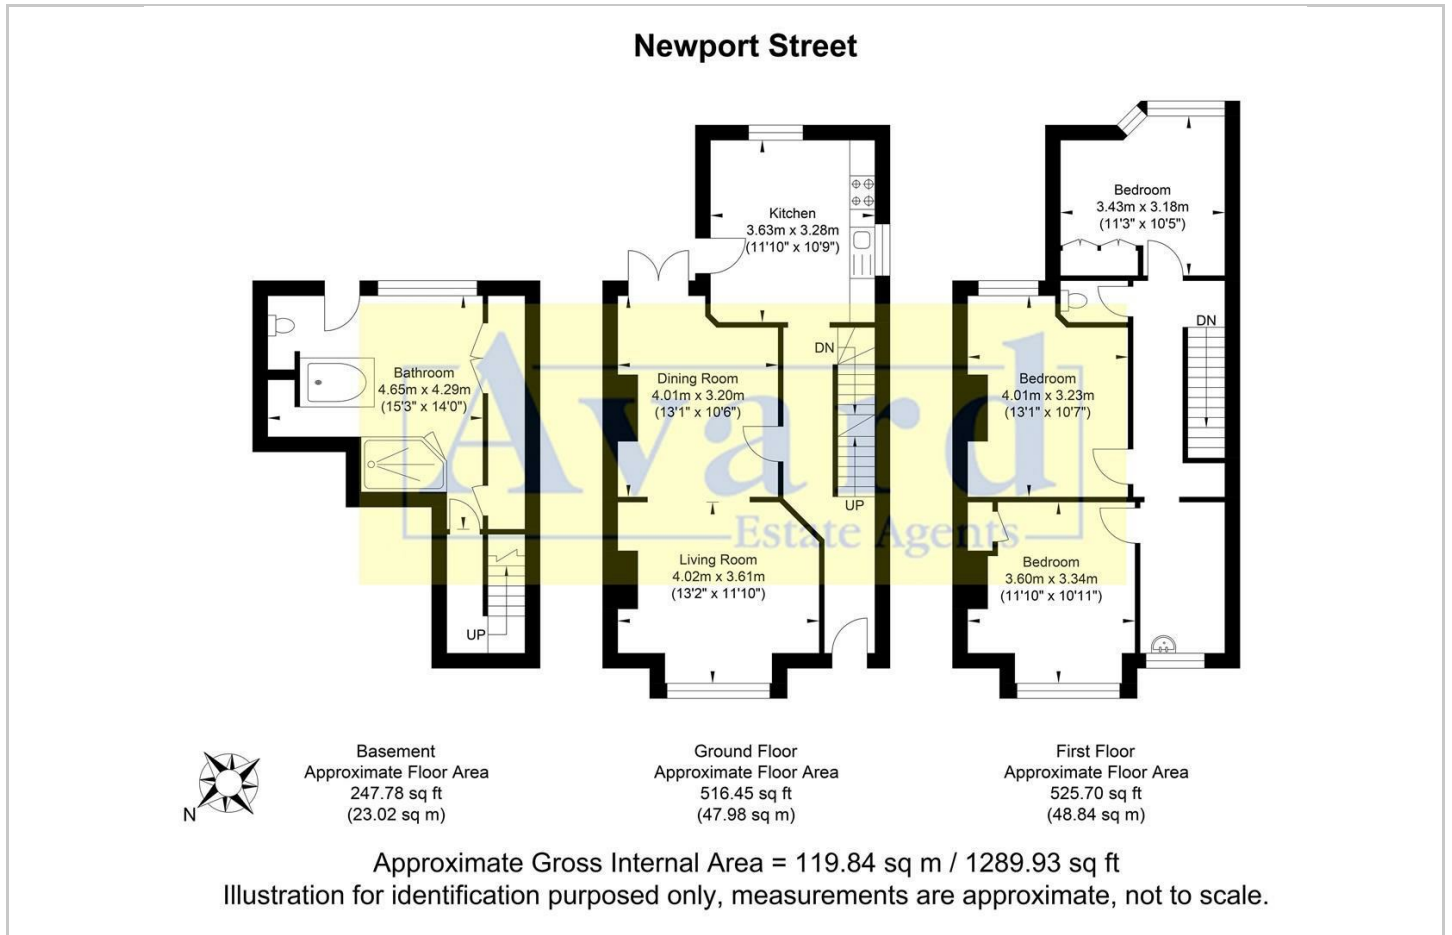 Newport Street
Bathroom
4.65m x 4.29m
(15'3" x 14'0")
UP
Kitchen
3.63m x 3.28m
(11'10" x 10'9")
DN
Dining Room
4.01m x 3.20m
(13'1" x 10'6")
UP
Living Room
4.02m x 3.61m
(13'2" x 11'10")
Bedroom
3.43m x 3.18m
(11'3" x 10'5")
DN
Bedroom
4.01m x 3.23m
(13'1" x 10'7")
Bedroom
3.60m x 3.34m
(11'10" x 10'11")
Avard
Estate Agents
N
Basement
Approximate Floor Area
247.78 sq ft
(23.02 sq m)
Ground Floor
Approximate Floor Area
516.45 sq ft
(47.98 sq m)
First Floor
Approximate Floor Area
525.70 sq ft
(48.84 sq m)
Approximate Gross Internal Area = 119.84 sq m / 1289.93 sq ft
Illustration for identification purposed only, measurements are approximate, not to scale.